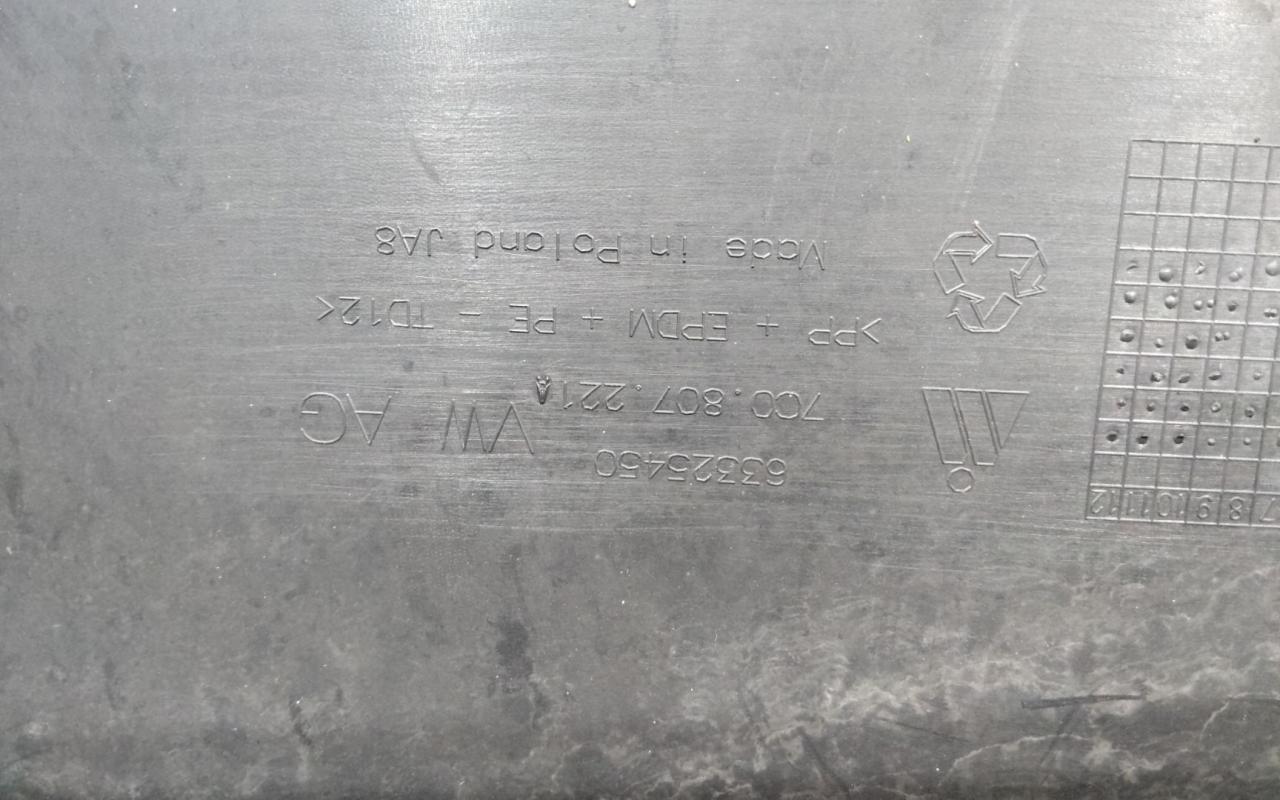 63325450
7C0.807.221A VW AG
>PP + EPDM + PE - TD12<
Made in Poland JA8
7 8 9 10 11 12